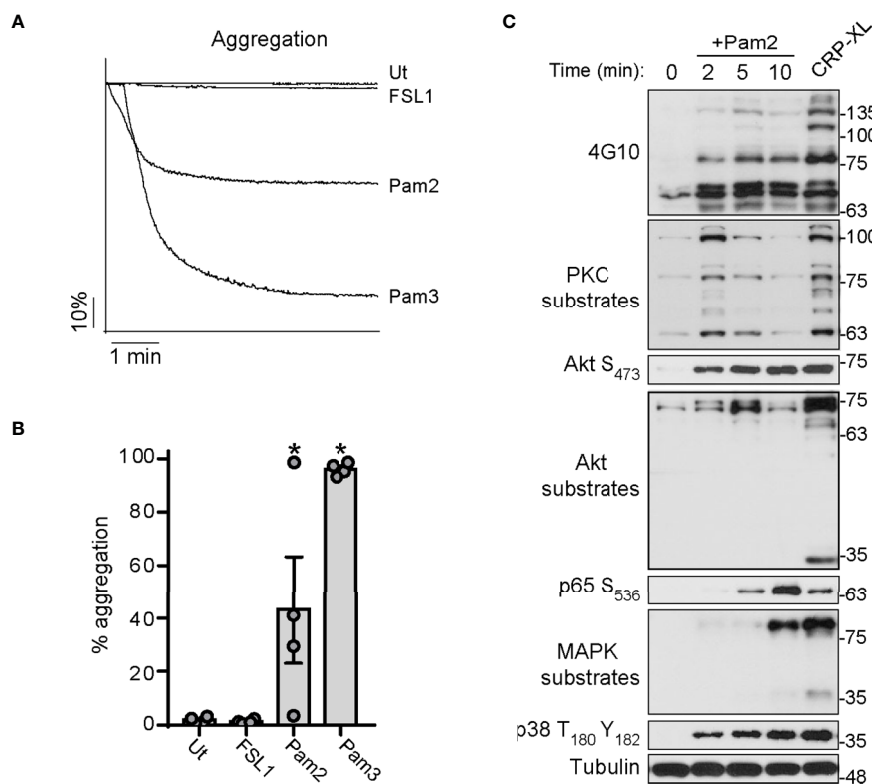 A
Aggregation
Ut
FSL1
Pam2
Pam3
10%
1 min
B
% aggregation
100
80
60
40
20
0
* *
Ut
FSL1
Pam2
Pam3
C
+Pam2
CRP-XL
Time (min): 0 2 5 10
4G10
-135
-100
-75
-63
PKC
substrates
-100
-75
-63
Akt S473
-75
Akt
substrates
-75
-63
-35
p65 S536
-63
MAPK
substrates
-75
-35
p38 T180 Y182
-35
Tubulin
-48